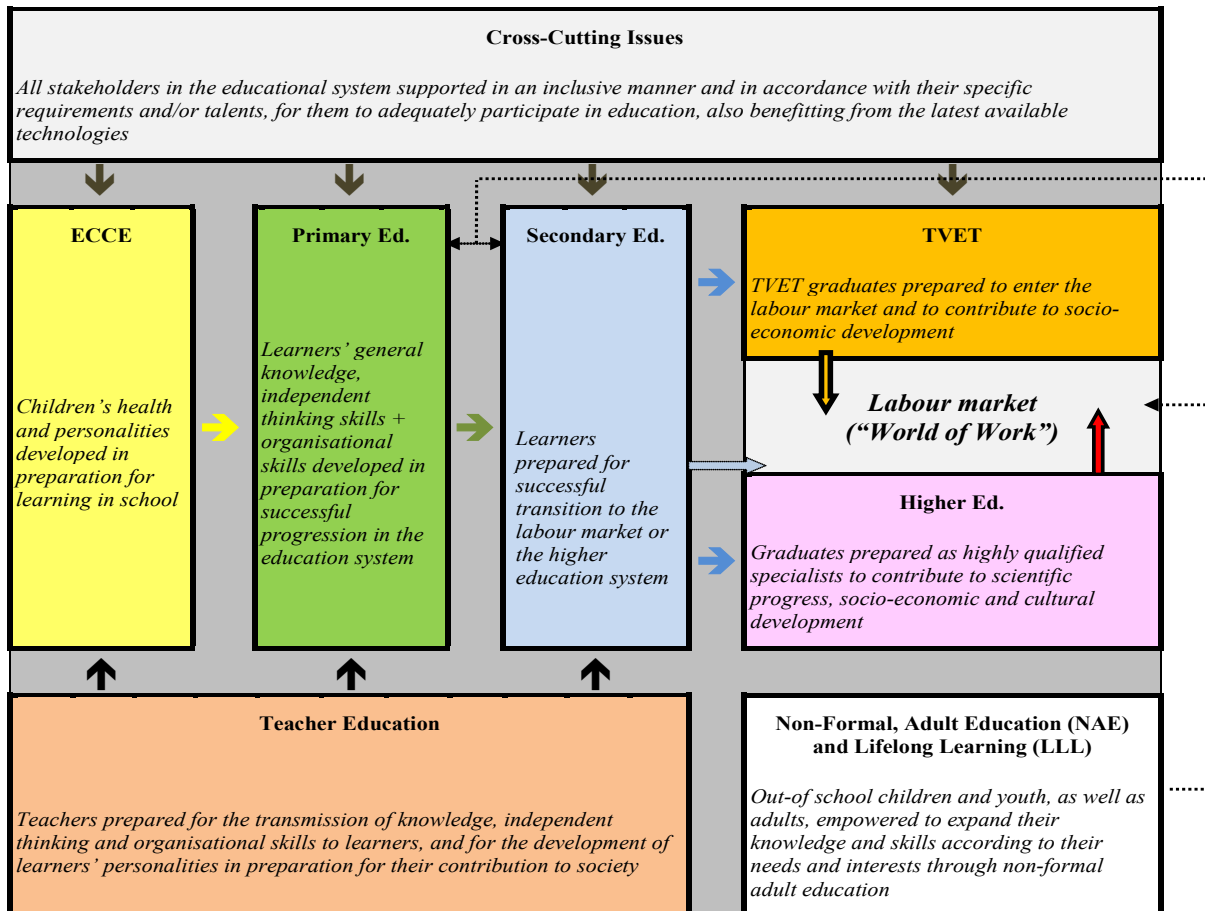 Cross-Cutting Issues
All stakeholders in the educational system supported in an inclusive manner and in accordance with their specific
requirements and/or talents, for them to adequately participate in education, also benefitting from the latest available
technologies
ECCE
Children’s health
and personalities
developed in
preparation for
learning in school
Primary Ed.
Learners’ general
knowledge,
independent
thinking skills +
organisational
skills developed in
preparation for
successful
progression in the
education system
Secondary Ed.
Learners
prepared for
successful
transition to the
labour market or
the higher
education system
TVET
TVET graduates prepared to enter the
labour market and to contribute to socio-
economic development
Labour market
(“World of Work”)
Higher Ed.
Graduates prepared as highly qualified
specialists to contribute to scientific
progress, socio-economic and cultural
development
Teacher Education
Teachers prepared for the transmission of knowledge, independent
thinking and organisational skills to learners, and for the development of
learners’ personalities in preparation for their contribution to society
Non-Formal, Adult Education (NAE)
and Lifelong Learning (LLL)
Out-of school children and youth, as well as
adults, empowered to expand their
knowledge and skills according to their
needs and interests through non-formal
adult education